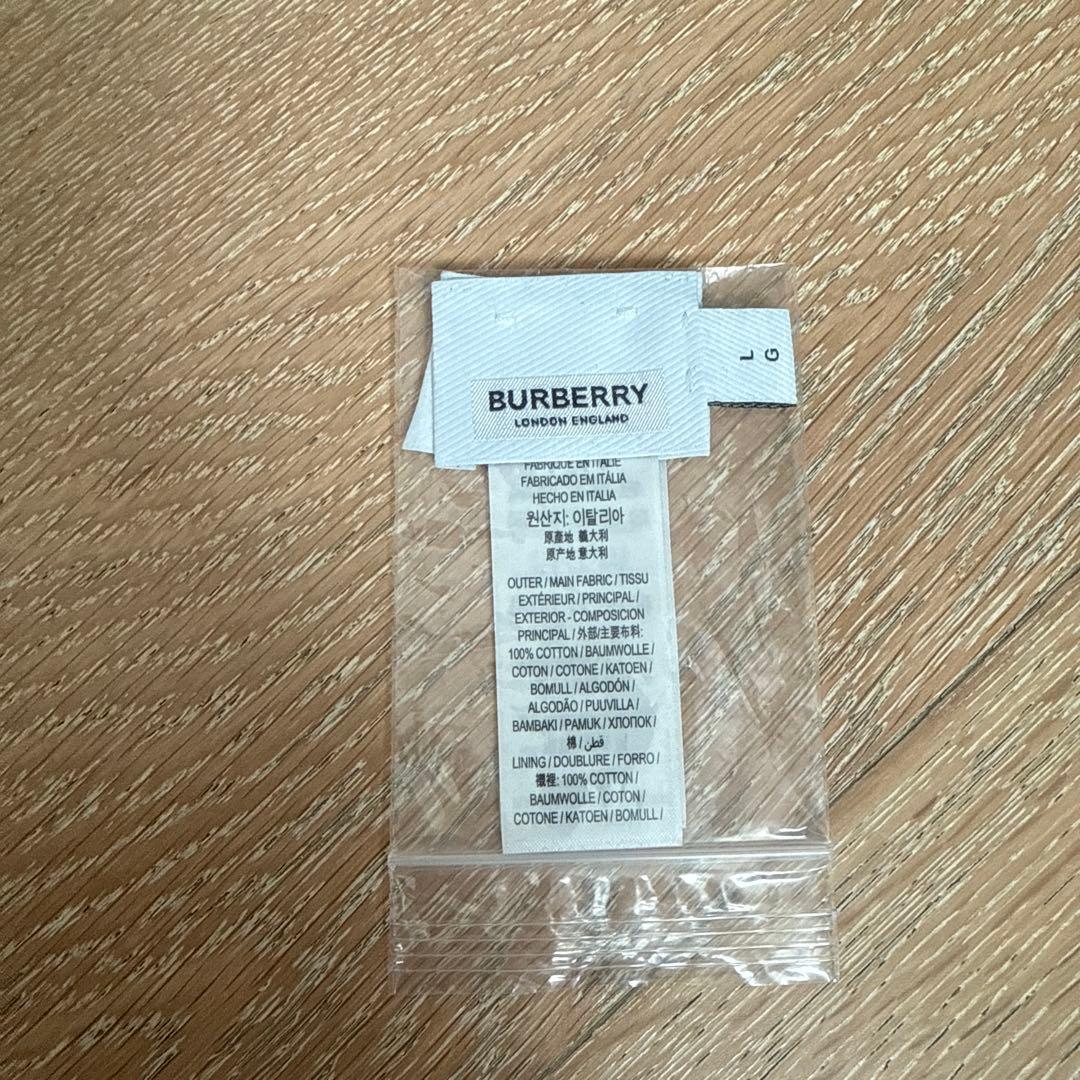 BURBERRY
LONDON ENGLAND
L
G
FABRIQUÉ EN ITALIE
FABRICADO EM ITÁLIA
HECHO EN ITALIA
원산지: 이탈리아
原產地 義大利
原产地 意大利
OUTER / MAIN FABRIC / TISSU
EXTÉRIEUR / PRINCIPAL /
EXTERIOR - COMPOSICION
PRINCIPAL / 外部/主要布料:
100% COTTON / BAUMWOLLE /
COTON / COTONE / KATOEN /
BOMULL / ALGODÓN /
ALGODÃO / PUUVILLA /
BAMBAKI / PAMUK / ХЛОПОК /
棉 / قطن
LINING / DOUBLURE / FORRO /
襯裡: 100% COTTON /
BAUMWOLLE / COTON /
COTONE / KATOEN / BOMULL /